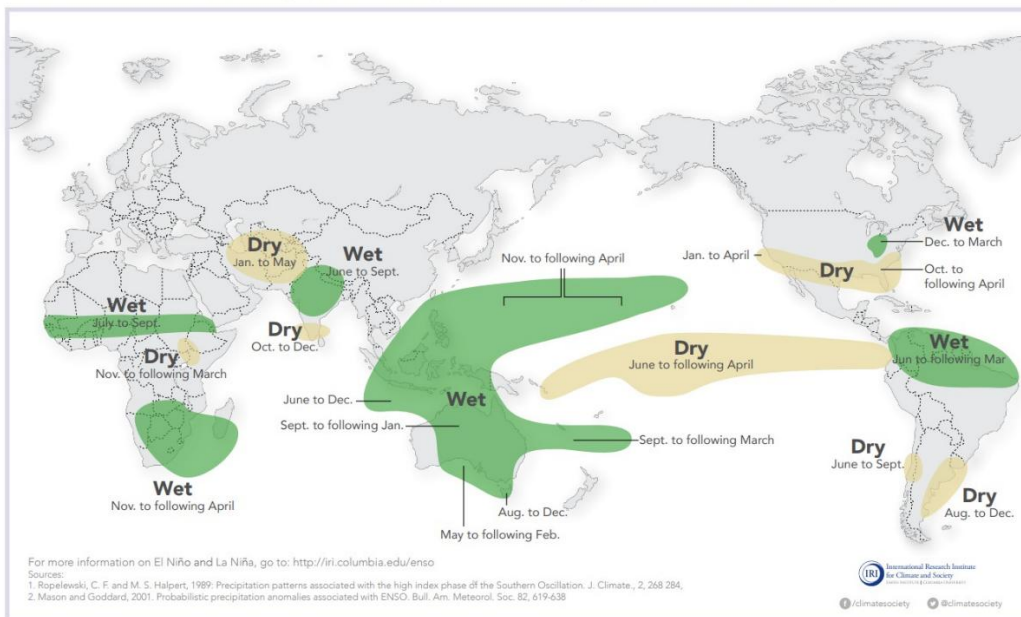 Wet
Dec. to March
Nov. to following April
Jan. to April
Dry
Oct. to
following April
Dry
Jan. to May
Wet
June to Sept.
Wet
July to Sept.
Dry
Oct. to Dec.
Dry
Nov. to following March
Dry
June to following April
Wet
Jun to following Mar
June to Dec.
Wet
Sept. to following Jan.
Sept. to following March
Dry
June to Sept.
Wet
Nov. to following April
Aug. to Dec.
May to following Feb.
Dry
Aug. to Dec.
For more information on El Niño and La Niña, go to: http://iri.columbia.edu/enso
Sources:
1. Ropelewski, C. F. and M. S. Halpert, 1989: Precipitation patterns associated with the high index phase df the Southern Oscillation. J. Climate., 2, 268 284,
2. Mason and Goddard, 2001. Probabilistic precipitation anomalies associated with ENSO. Bull. Am. Meteorol. Soc. 82, 619-638
IRI
International Research Institute
for Climate and Society
/climatesociety
@climatesociety